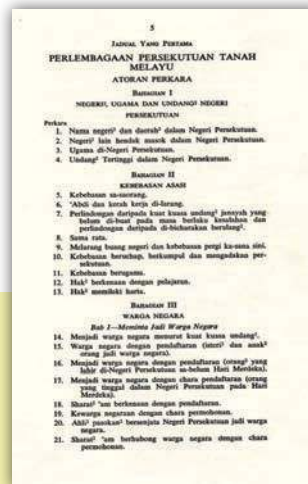 5
JADUAL YANG PERTAMA
PERLEMBAGAAN PERSEKUTUAN TANAH
MELAYU
ATORAN PERKARA
BAHAGIAN I
NEGERI², UGAMA DAN UNDANG² NEGERI
PERSEKUTUAN
Perkara
1. Nama negeri² dan daerah² dalam Negeri Persekutuan.
2. Negeri² lain hendak masok dalam Negeri Persekutuan.
3. Ugama di-Negeri Persekutuan.
4. Undang² Tertinggi dalam Negeri Persekutuan.
BAHAGIAN II
KEBEBASAN ASASI
5. Kebebasan sa-saorang.
6. 'Abdi dan kerah kerja di-larang.
7. Perlindongan daripada kuat kuasa undang² jenayah yang
belum di-buat pada masa berlaku kesalahan dan
perlindongan daripada di-bicharakan berulang².
8. Sama rata.
9. Melarang buang negeri dan kebebasan pergi ka-sana sini.
10. Kebebasan berchakap, berkumpul dan mengadakan per-
sekutuan.
11. Kebebasan berugama.
12. Hak² berkenaan dengan pelajaran.
13. Hak² memileki harta.
BAHAGIAN III
WARGA NEGARA
Bab I—Meminta Jadi Warga Negara
14. Menjadi warga negara menurut kuat kuasa undang².
15. Warga negara dengan pendaftaran (isteri² dan anak²
orang jadi warga negara).
16. Menjadi warga negara dengan pendaftaran (orang² yang
lahir di-Negeri Persekutuan sa-belum Hari Merdeka).
17. Menjadi warga negara dengan chara pendaftaran (orang
yang tinggal dalam Negeri Persekutuan pada Hari
Merdeka).
18. Sharat² 'am berkenaan dengan pendaftaran.
19. Kewarga negaraan dengan chara permohonan.
20. Ahli² pasokan² bersenjata Negeri Persekutuan jadi warga
negara.
21. Sharat² 'am berhubong warga negara dengan chara
permohonan.